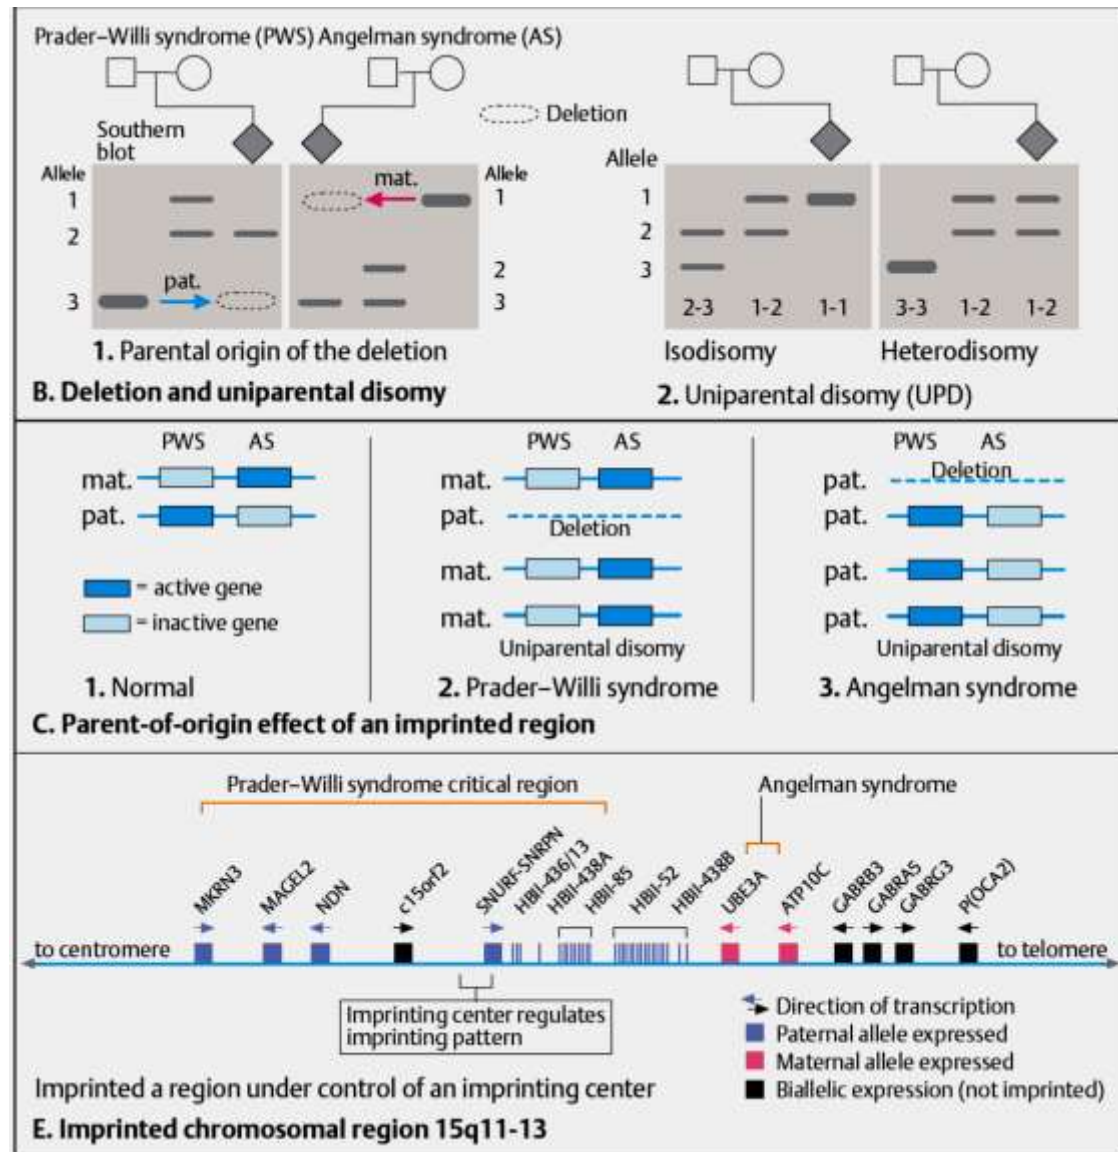 Prader–Willi syndrome (PWS) Angelman syndrome (AS)
Deletion
Southern
blot
Allele
1
2
3
pat.
mat.
Allele
1
2
3
1. Parental origin of the deletion
Allele
1
2
3
2-3 1-2 1-1
3-3 1-2 1-2
Isodisomy
Heterodisomy
2. Uniparental disomy (UPD)
B. Deletion and uniparental disomy
PWS AS
mat.
pat.
= active gene
= inactive gene
1. Normal
PWS AS
mat.
pat.
Deletion
mat.
mat.
Uniparental disomy
2. Prader–Willi syndrome
PWS AS
Deletion
pat.
pat.
pat.
pat.
Uniparental disomy
3. Angelman syndrome
C. Parent-of-origin effect of an imprinted region
Prader–Willi syndrome critical region
Angelman syndrome
MKRN3
MAGEL2
NDN
c15orf2
SNURF-SNRPN
HBII-436/13
HBII-438A
HBII-85
HBII-52
HBII-438B
UBE3A
ATP10C
GABRB3
GABRA5
GABRG3
P(OCA2)
to centromere
to telomere
Imprinting center regulates
imprinting pattern
Direction of transcription
Paternal allele expressed
Maternal allele expressed
Biallelic expression (not imprinted)
Imprinted a region under control of an imprinting center
E. Imprinted chromosomal region 15q11-13